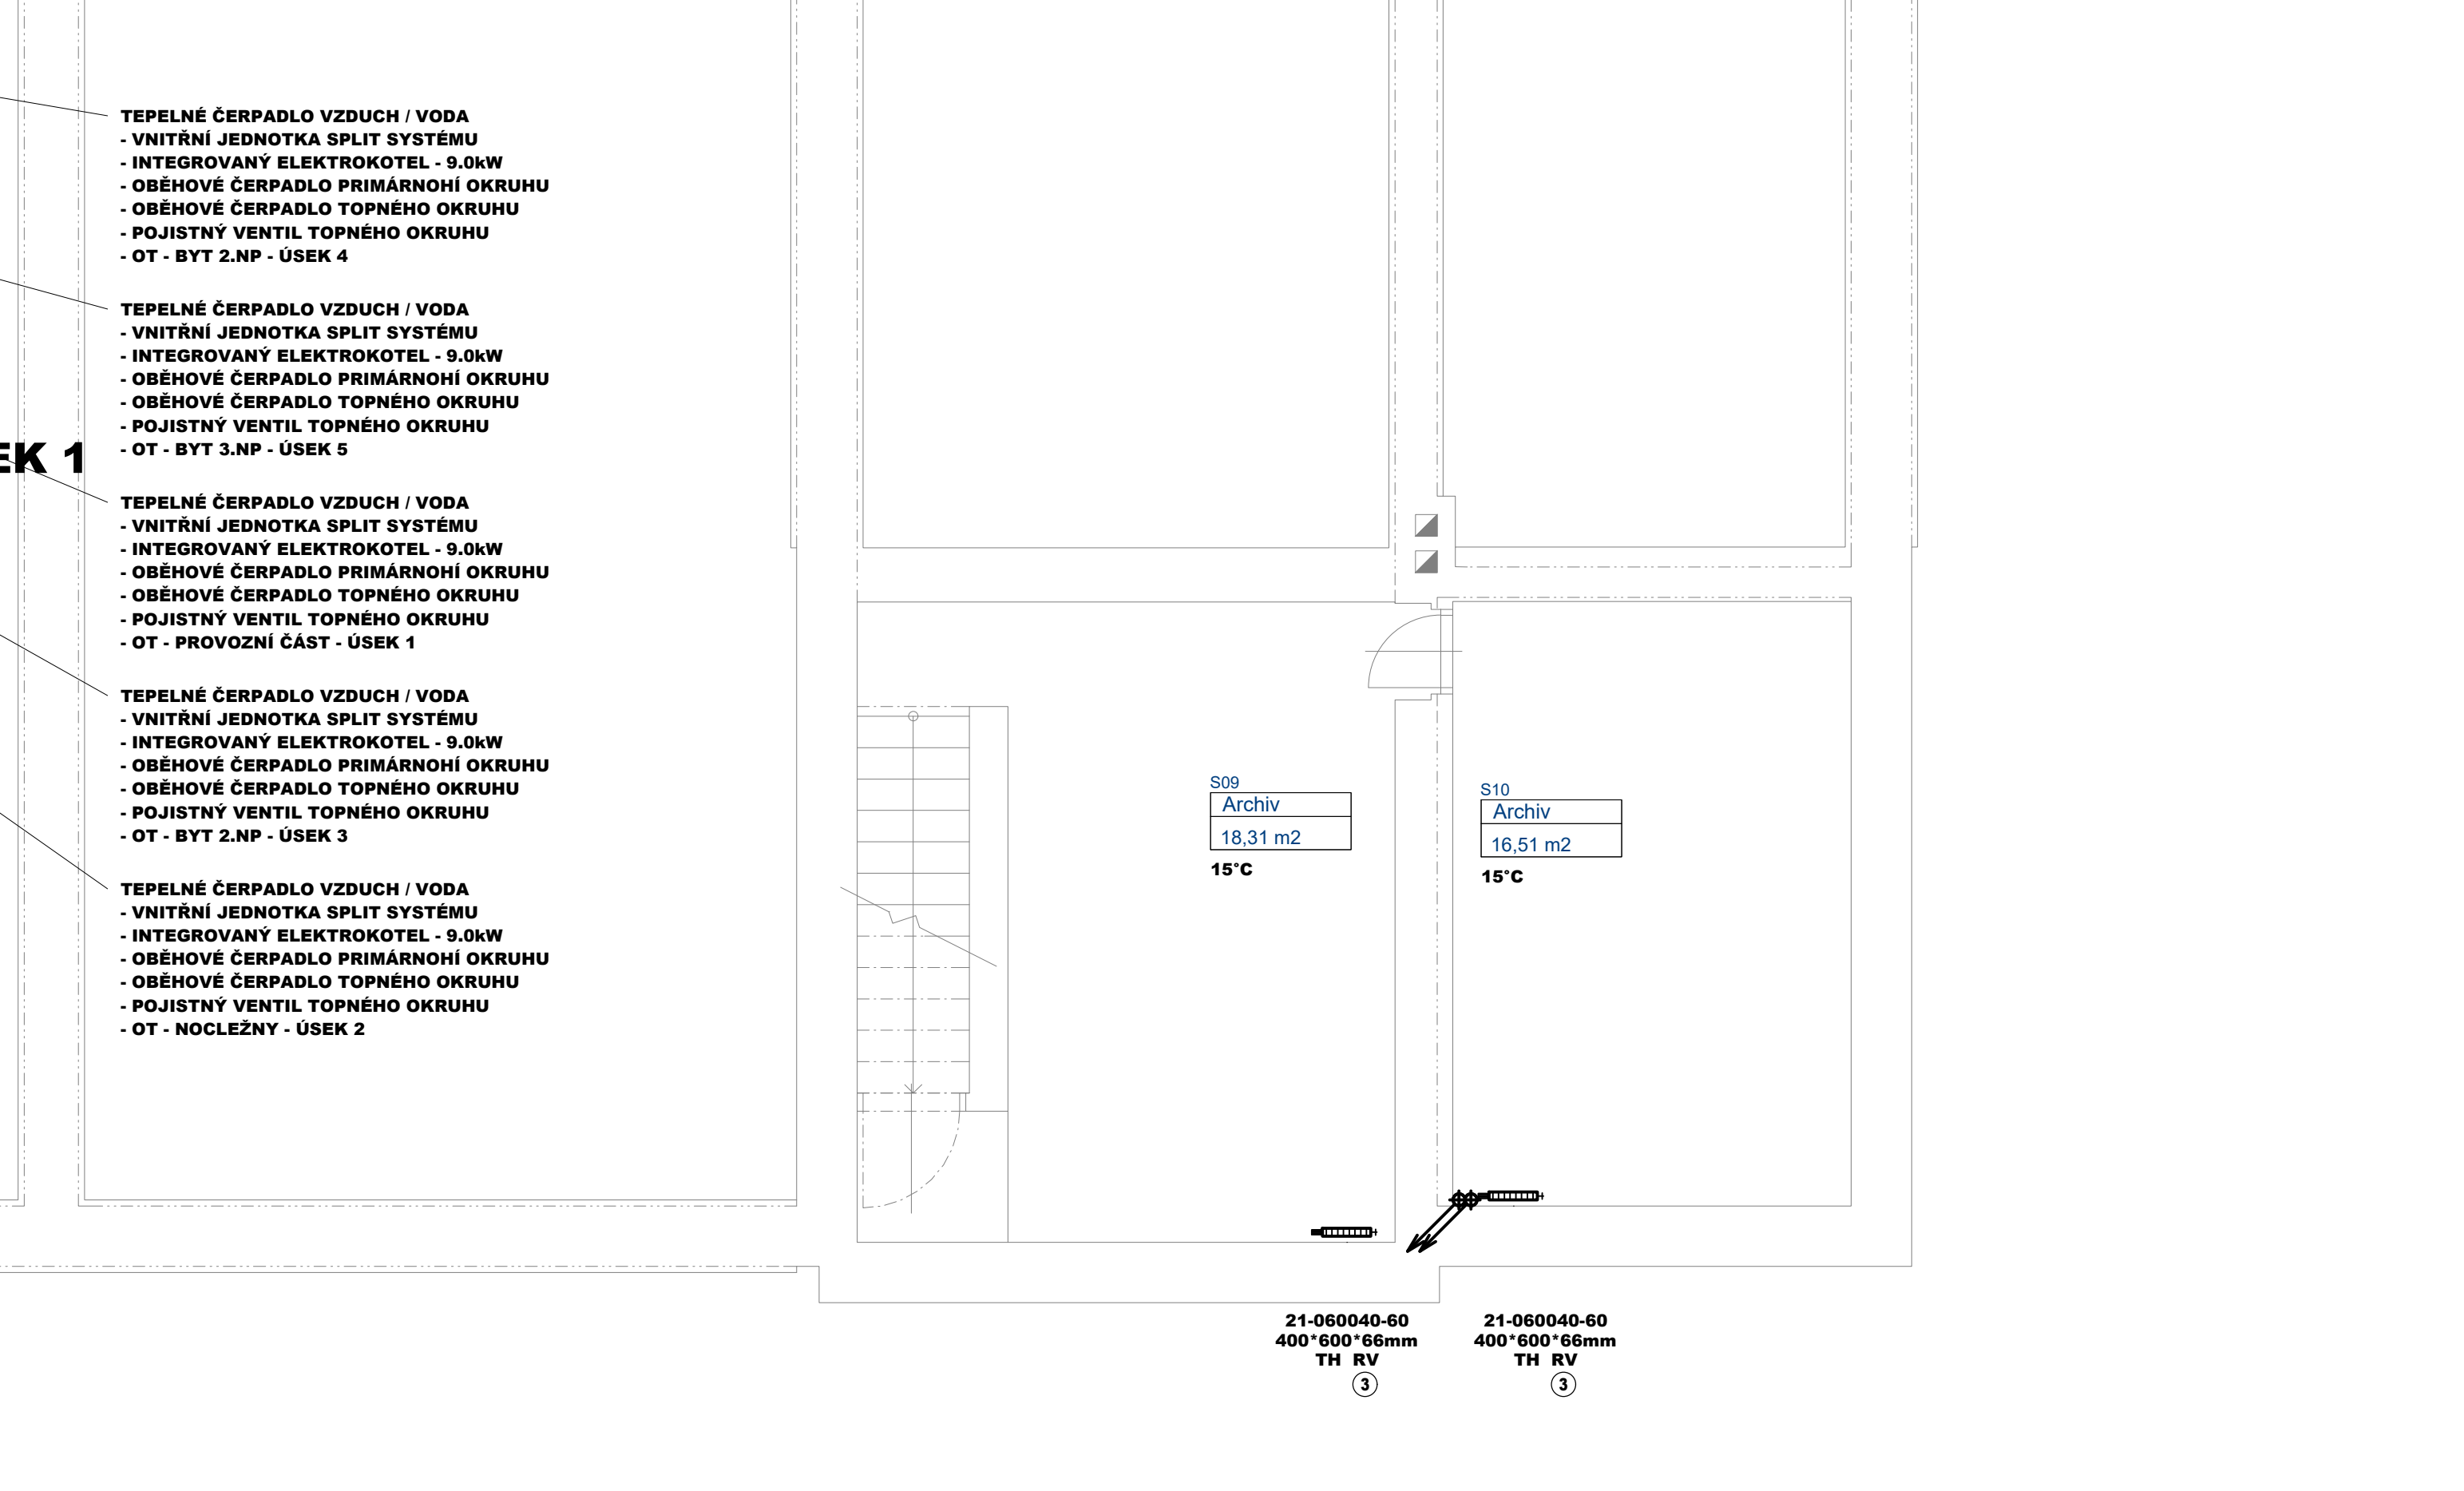 TEPELNÉ ČERPADLO VZDUCH / VODA
- VNITŘNÍ JEDNOTKA SPLIT SYSTÉMU
- INTEGROVANÝ ELEKTROKOTEL - 9.0kW
- OBĚHOVÉ ČERPADLO PRIMÁRNOHÍ OKRUHU
- OBĚHOVÉ ČERPADLO TOPNÉHO OKRUHU
- POJISTNÝ VENTIL TOPNÉHO OKRUHU
- OT - BYT 2.NP - ÚSEK 4
TEPELNÉ ČERPADLO VZDUCH / VODA
- VNITŘNÍ JEDNOTKA SPLIT SYSTÉMU
- INTEGROVANÝ ELEKTROKOTEL - 9.0kW
- OBĚHOVÉ ČERPADLO PRIMÁRNOHÍ OKRUHU
- OBĚHOVÉ ČERPADLO TOPNÉHO OKRUHU
- POJISTNÝ VENTIL TOPNÉHO OKRUHU
- OT - BYT 3.NP - ÚSEK 5
EK 1
TEPELNÉ ČERPADLO VZDUCH / VODA
- VNITŘNÍ JEDNOTKA SPLIT SYSTÉMU
- INTEGROVANÝ ELEKTROKOTEL - 9.0kW
- OBĚHOVÉ ČERPADLO PRIMÁRNOHÍ OKRUHU
- OBĚHOVÉ ČERPADLO TOPNÉHO OKRUHU
- POJISTNÝ VENTIL TOPNÉHO OKRUHU
- OT - PROVOZNÍ ČÁST - ÚSEK 1
TEPELNÉ ČERPADLO VZDUCH / VODA
- VNITŘNÍ JEDNOTKA SPLIT SYSTÉMU
- INTEGROVANÝ ELEKTROKOTEL - 9.0kW
- OBĚHOVÉ ČERPADLO PRIMÁRNOHÍ OKRUHU
- OBĚHOVÉ ČERPADLO TOPNÉHO OKRUHU
- POJISTNÝ VENTIL TOPNÉHO OKRUHU
- OT - BYT 2.NP - ÚSEK 3
TEPELNÉ ČERPADLO VZDUCH / VODA
- VNITŘNÍ JEDNOTKA SPLIT SYSTÉMU
- INTEGROVANÝ ELEKTROKOTEL - 9.0kW
- OBĚHOVÉ ČERPADLO PRIMÁRNOHÍ OKRUHU
- OBĚHOVÉ ČERPADLO TOPNÉHO OKRUHU
- POJISTNÝ VENTIL TOPNÉHO OKRUHU
- OT - NOCLEŽNY - ÚSEK 2
S09
Archiv
18,31 m2
15°C
S10
Archiv
16,51 m2
15°C
21-060040-60
400*600*66mm
TH RV
3
21-060040-60
400*600*66mm
TH RV
3